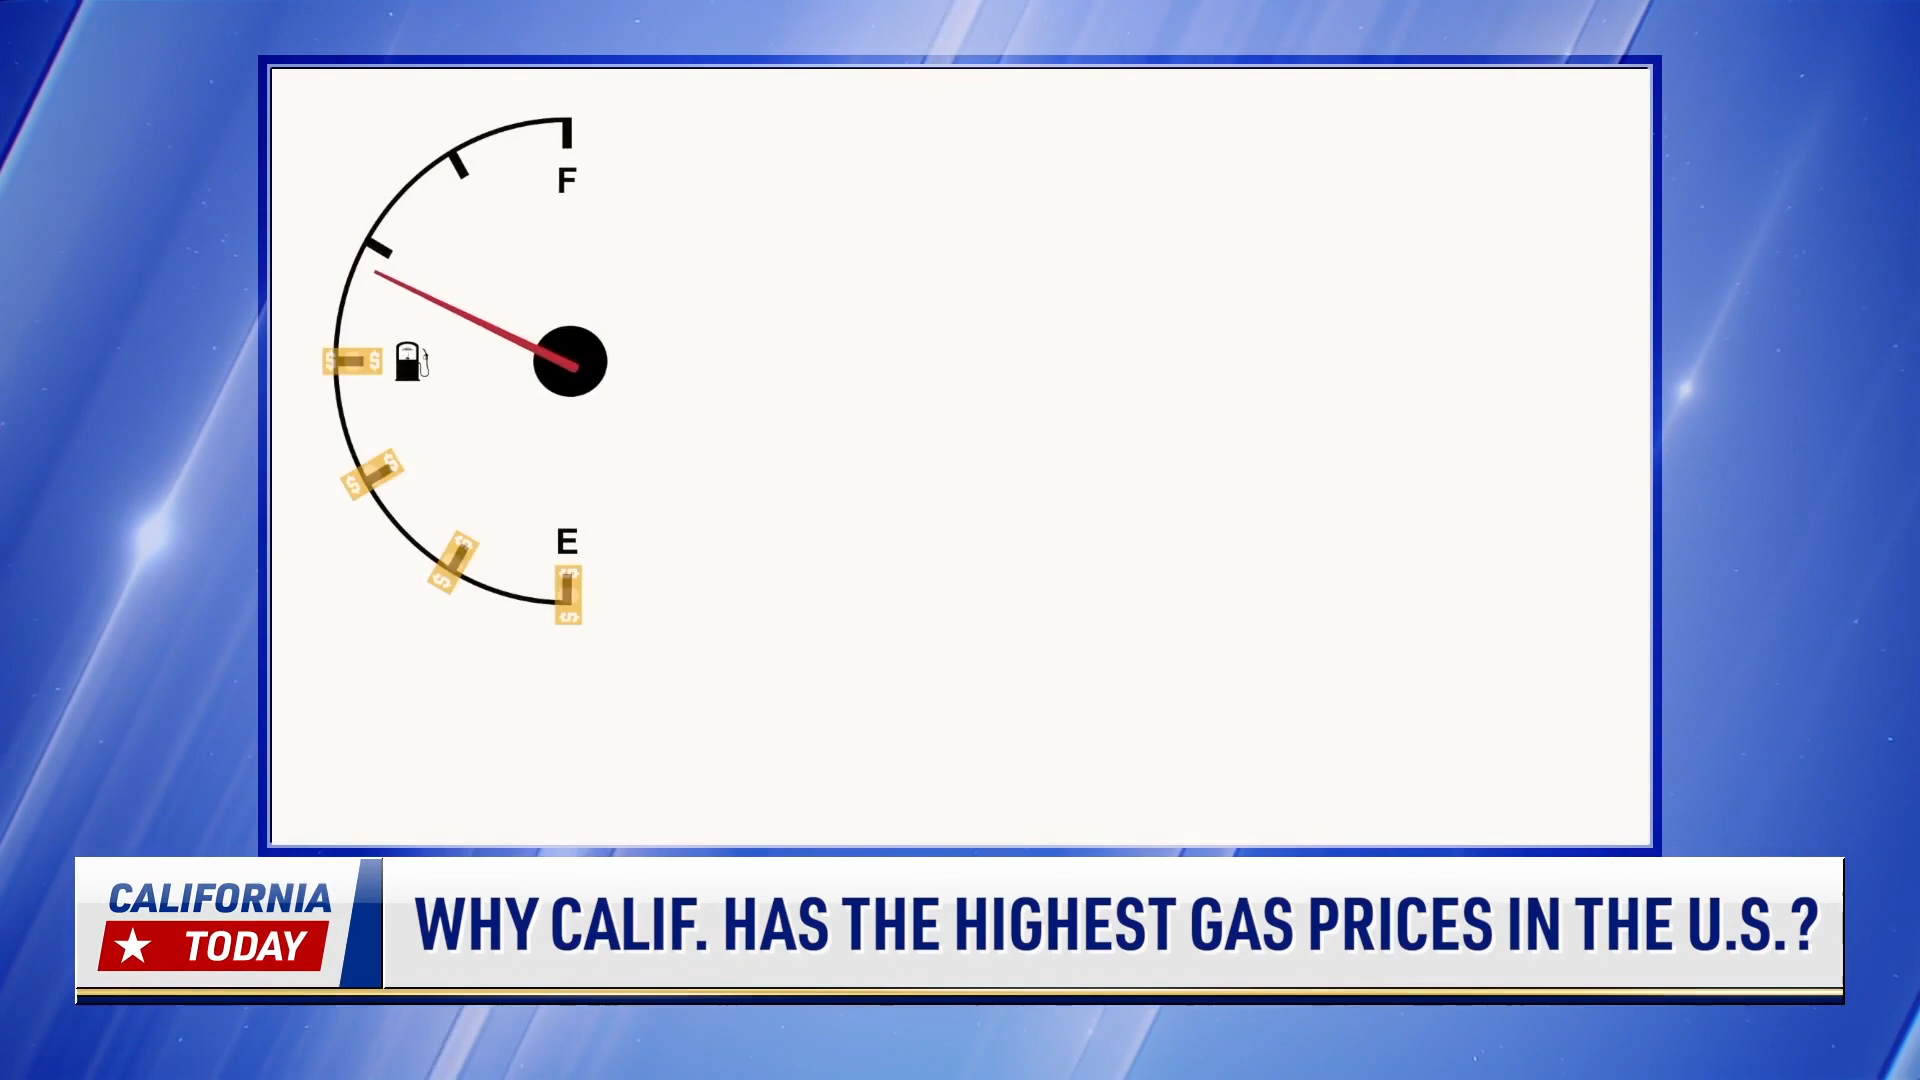 F
$ $
$ $
$ $
E
$ $
CALIFORNIA
TODAY
WHY CALIF. HAS THE HIGHEST GAS PRICES IN THE U.S.?